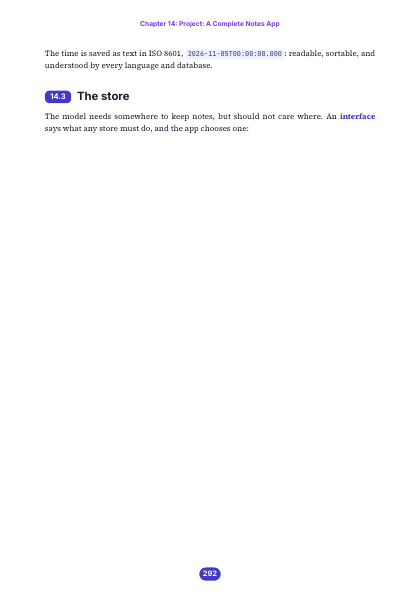 Chapter 14: Project: A Complete Notes App
The time is saved as text in ISO 8601, 2026-11-05T00:00:00.000: readable, sortable, and
understood by every language and database.
14.3 The store
The model needs somewhere to keep notes, but should not care where. An interface
says what any store must do, and the app chooses one:
292